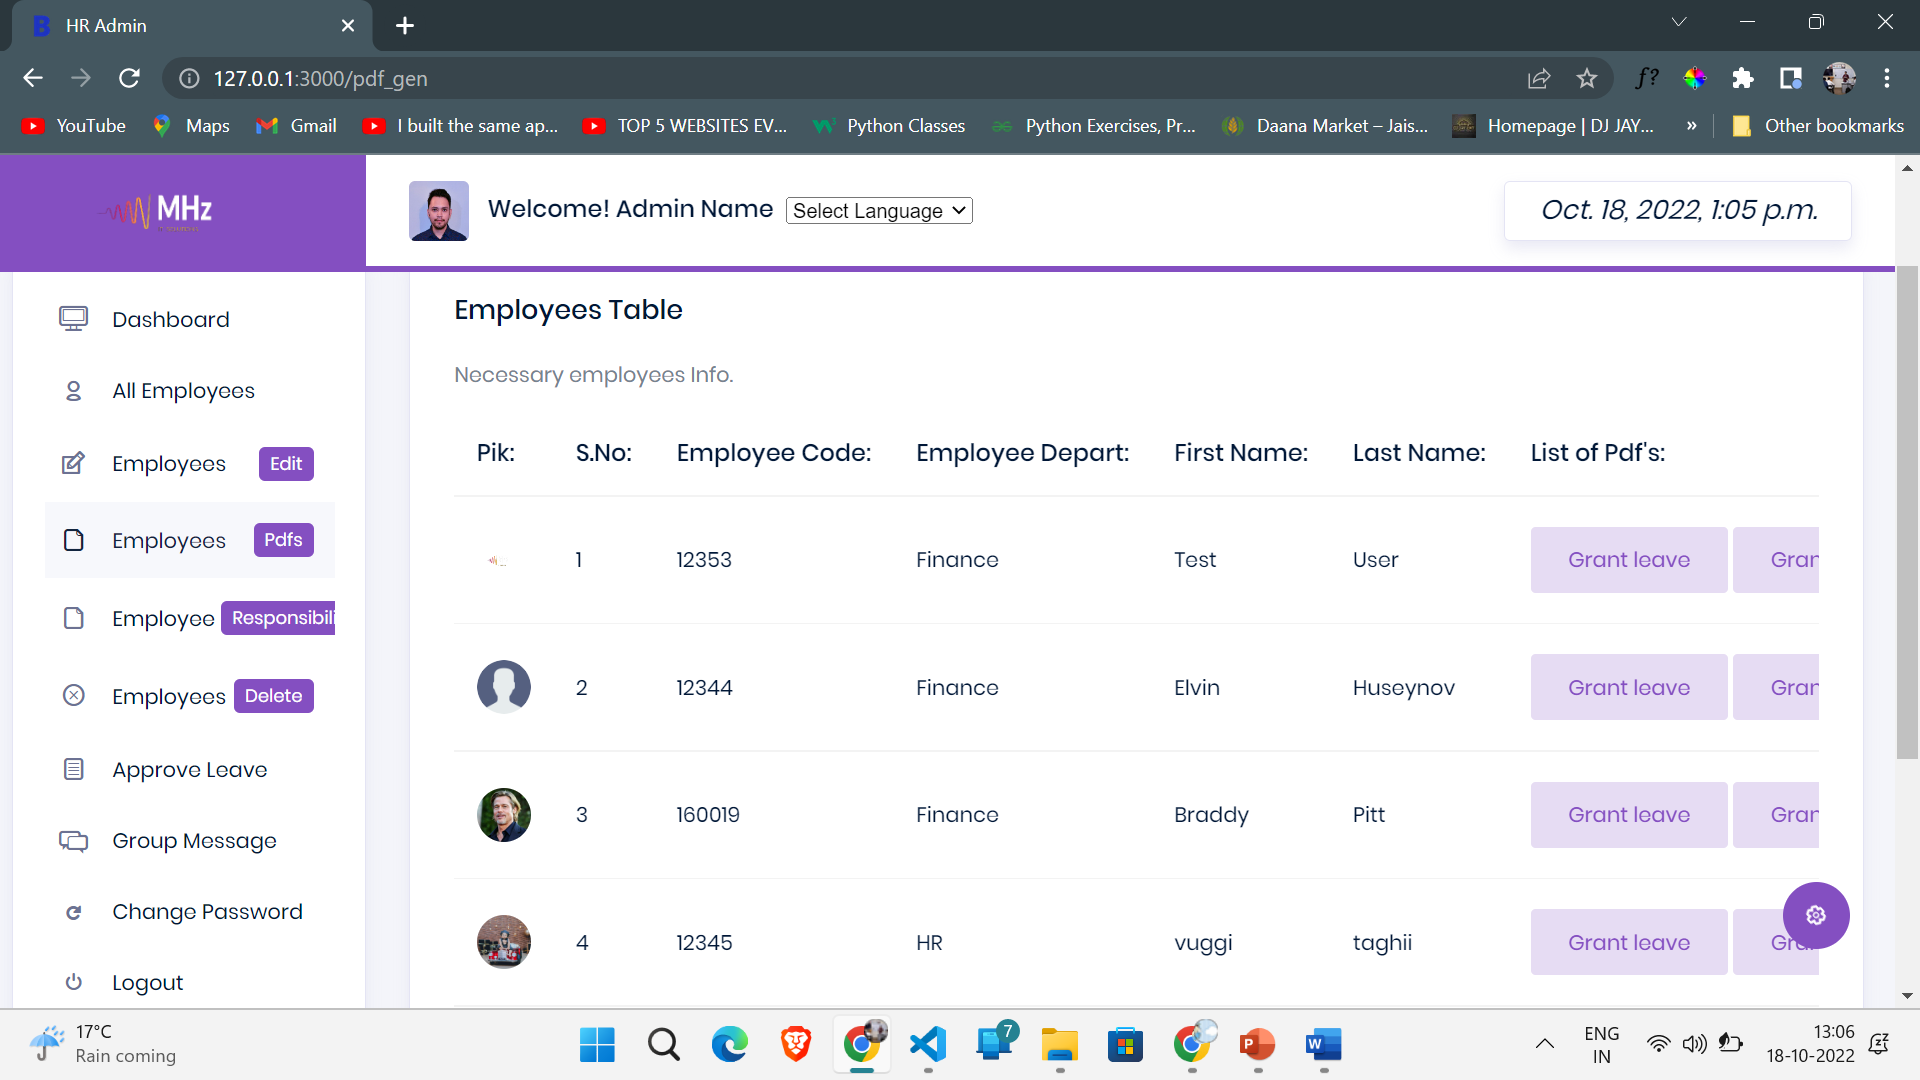 HR Admin
127.0.0.1:3000/pdf_gen
f?
YouTube
Maps
Gmail
I built the same ap...
TOP 5 WEBSITES EV...
Python Classes
Python Exercises, Pr...
Daana Market – Jais...
Homepage | DJ JAY...
»
Other bookmarks
MHz
Welcome! Admin Name
Select Language
Oct. 18, 2022, 1:05 p.m.
Dashboard
All Employees
Employees Edit
Employees Pdfs
Employee Responsibili
Employees Delete
Approve Leave
Group Message
Change Password
Logout
Employees Table
Necessary employees Info.
Pik: S.No: Employee Code: Employee Depart: First Name: Last Name: List of Pdf's:
1 12353 Finance Test User Grant leave Gran
2 12344 Finance Elvin Huseynov Grant leave Gran
3 160019 Finance Braddy Pitt Grant leave Gran
4 12345 HR vuggi taghii Grant leave
17°C
Rain coming
7
ENG
IN
13:06
18-10-2022